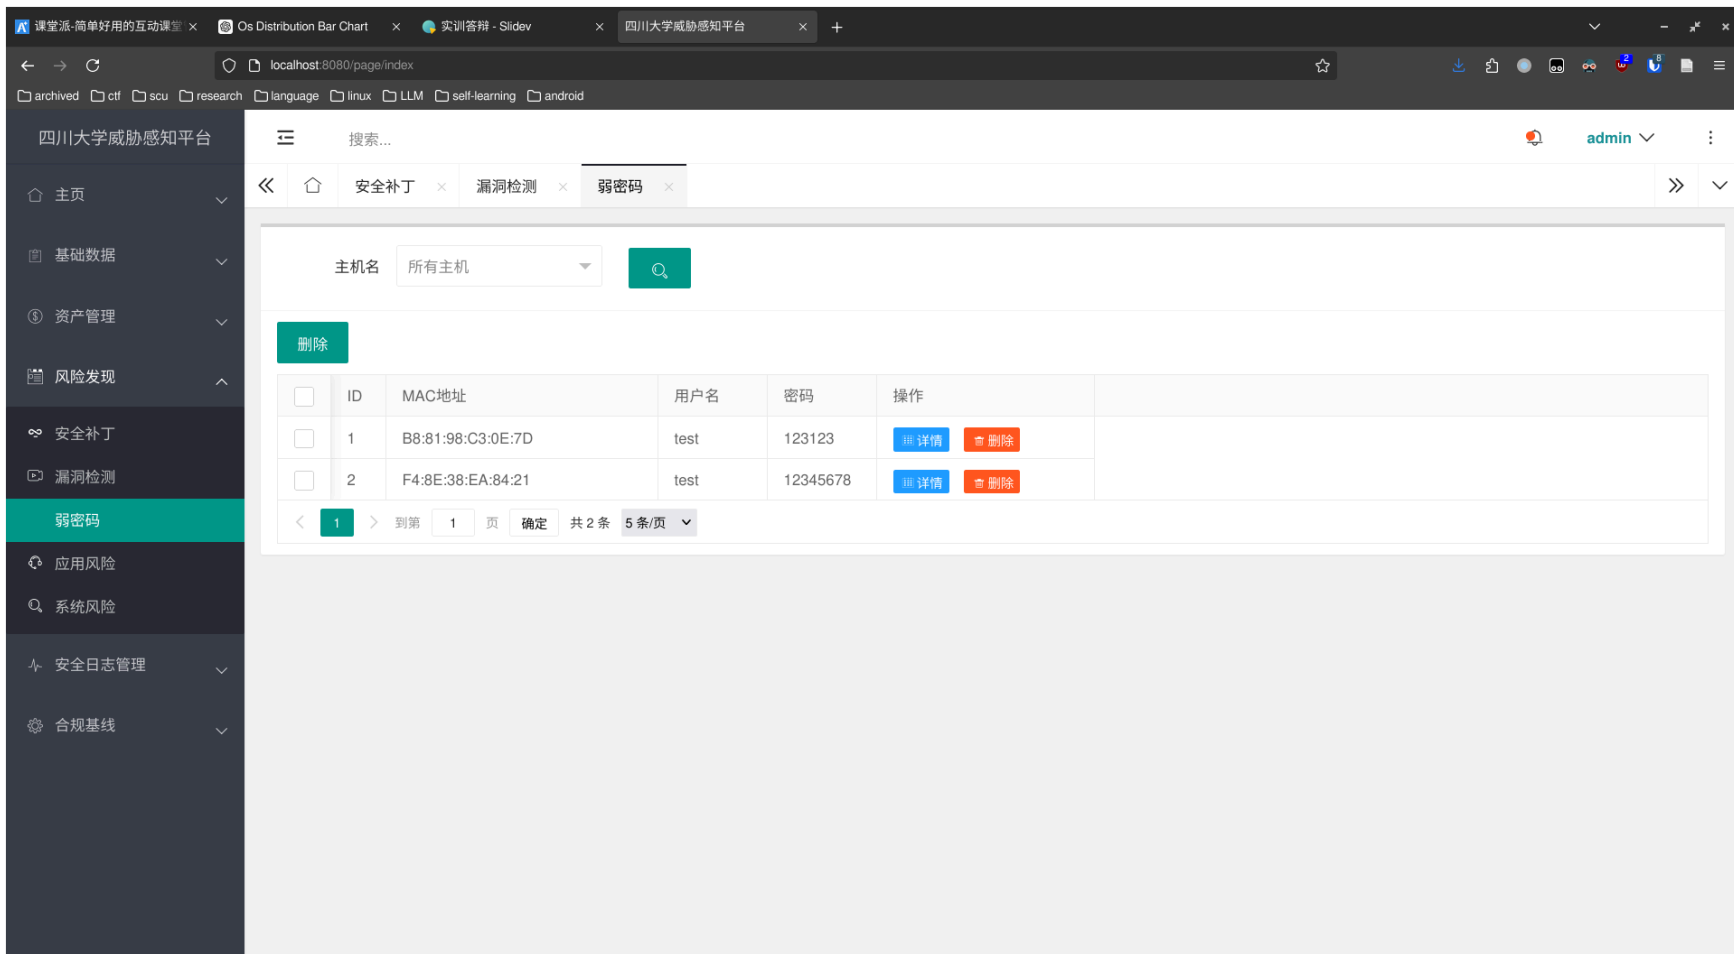 课堂派-简单好用的互动课堂 Os Distribution Bar Chart 实训答辩 - Slidev 四川大学威胁感知平台
localhost:8080/page/index
archived ctf scu research language linux LLM self-learning android
四川大学威胁感知平台 搜索... admin
安全补丁 漏洞检测 弱密码
主页
基础数据
资产管理
风险发现
安全补丁
漏洞检测
弱密码
应用风险
系统风险
安全日志管理
合规基线
主机名 所有主机
删除
ID MAC地址 用户名 密码 操作
1 B8:81:98:C3:0E:7D test 123123 详情 删除
2 F4:8E:38:EA:84:21 test 12345678 详情 删除
1 到第 1 页 确定 共 2 条 5 条/页